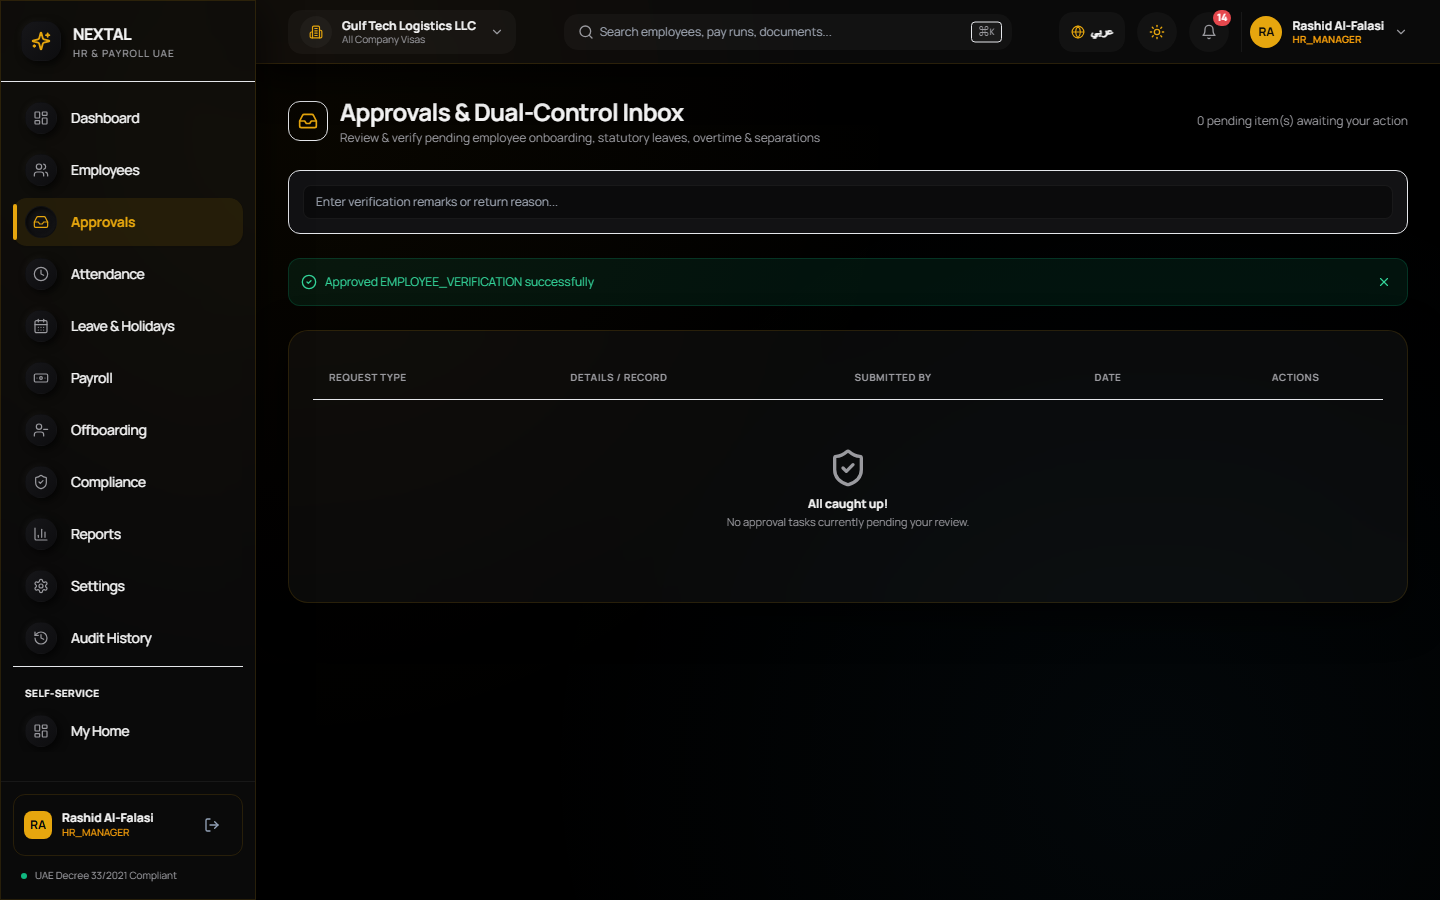 NEXTAL
HR & PAYROLL UAE
Gulf Tech Logistics LLC
All Company Visas
Search employees, pay runs, documents...
⌘K
عربي
14
RA
Rashid Al-Falasi
HR_MANAGER
Dashboard
Employees
Approvals
Attendance
Leave & Holidays
Payroll
Offboarding
Compliance
Reports
Settings
Audit History
SELF-SERVICE
My Home
RA
Rashid Al-Falasi
HR_MANAGER
UAE Decree 33/2021 Compliant
Approvals & Dual-Control Inbox
Review & verify pending employee onboarding, statutory leaves, overtime & separations
0 pending item(s) awaiting your action
Enter verification remarks or return reason...
Approved EMPLOYEE_VERIFICATION successfully
REQUEST TYPE DETAILS / RECORD SUBMITTED BY DATE ACTIONS
All caught up!
No approval tasks currently pending your review.